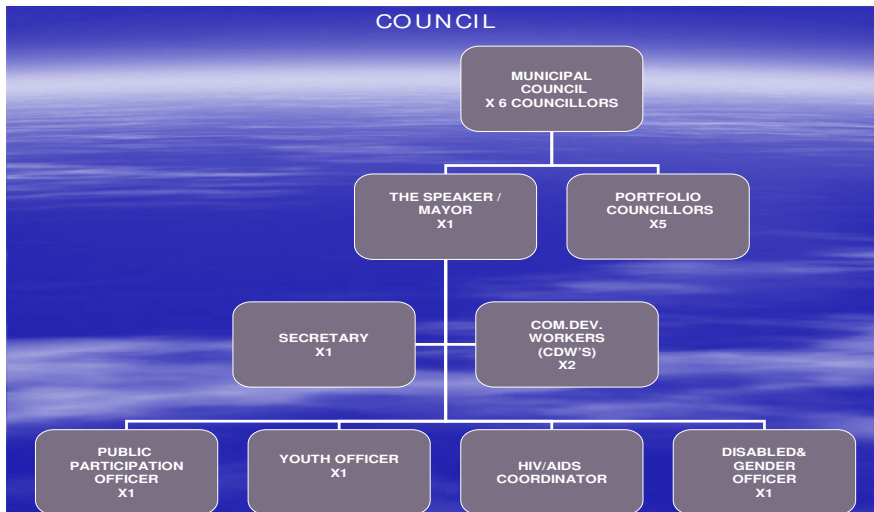 COUNCIL
MUNICIPAL
COUNCIL
X 6 COUNCILLORS
THE SPEAKER /
MAYOR
X1
PORTFOLIO
COUNCILLORS
X5
SECRETARY
X1
COM.DEV.
WORKERS
(CDW'S)
X2
PUBLIC
PARTICIPATION
OFFICER
X1
YOUTH OFFICER
X1
HIV/AIDS
COORDINATOR
DISABLED&
GENDER
OFFICER
X1